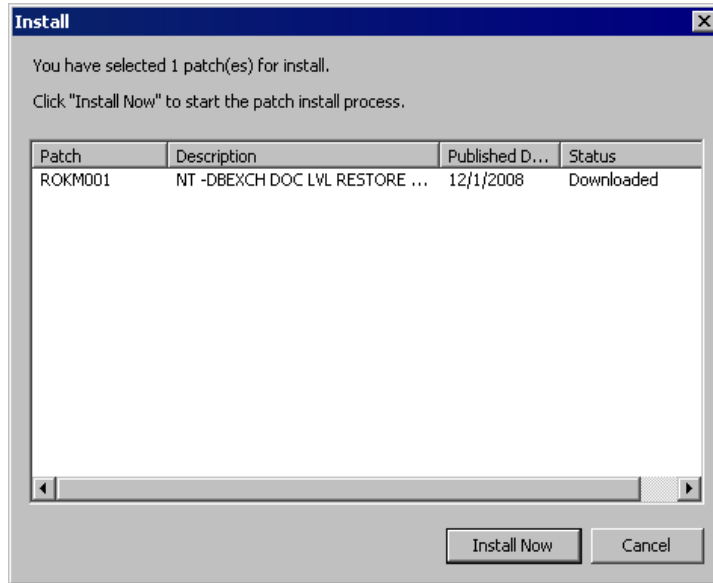 Install
You have selected 1 patch(es) for install.
Click "Install Now" to start the patch install process.
Patch Description Published D... Status
ROKM001 NT -DBEXCH DOC LVL RESTORE ... 12/1/2008 Downloaded
Install Now Cancel